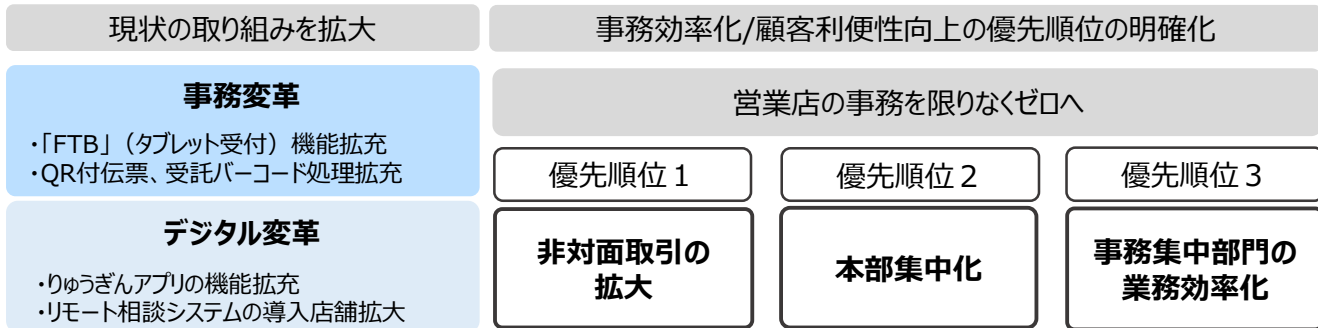 現状の取り組みを拡大
事務変革
・「FTB」（タブレット受付）機能拡充
・QR付伝票、受託バーコード処理拡充
デジタル変革
・りゅうぎんアプリの機能拡充
・リモート相談システムの導入店舗拡大
事務効率化/顧客利便性向上の優先順位の明確化
営業店の事務を限りなくゼロへ
優先順位１
非対面取引の
拡大
優先順位２
本部集中化
優先順位３
事務集中部門の
業務効率化